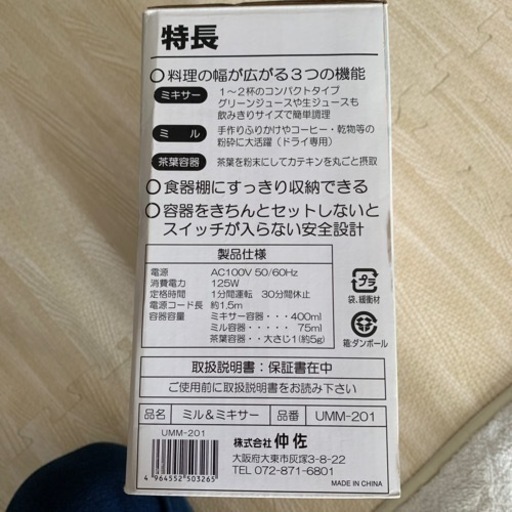 特長
○料理の幅が広がる3つの機能
ミキサー 1〜2杯のコンパクトタイプ
グリーンジュースや生ジュースも
飲みきりサイズで簡単調理
ミル 手作りふりかけやコーヒー・乾物等の
粉砕に大活躍(ドライ専用)
茶葉容器 茶葉を粉末にしてカテキンを丸ごと摂取
○食器棚にすっきり収納できる
○容器をきちんとセットしないと
スイッチが入らない安全設計
製品仕様
電源 AC100V 50/60Hz
消費電力 125W
定格時間 1分間運転 30分間休止
電源コード長 約1.5m
容器容量 ミキサー容器・・・400ml
ミル容器・・・・・75ml
茶葉容器・・大さじ1(約5g)
プラ
袋、緩衝材
箱:ダンボール
取扱説明書:保証書在中
ご使用前に取扱説明書をお読み下さい
品名 ミル&ミキサー 品番 UMM-201
UMM-201
4 964552 503265
株式会社 仲佐
大阪府大東市灰塚3-8-22
TEL 072-871-6801
MADE IN CHINA